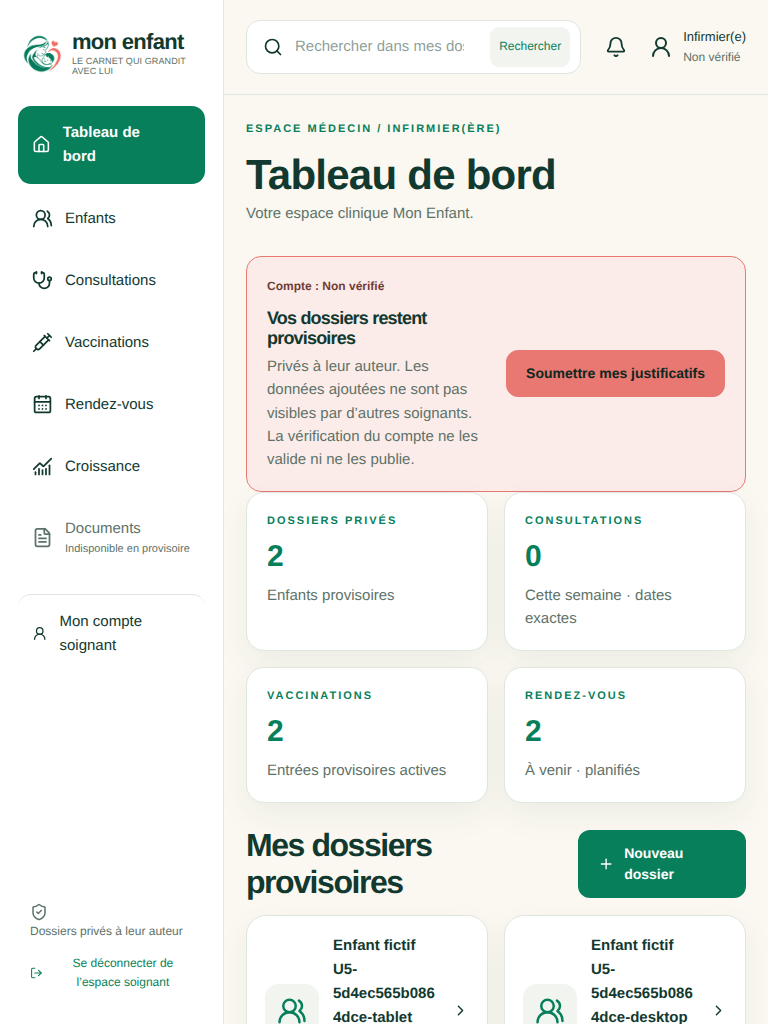 mon enfant
LE CARNET QUI GRANDIT
AVEC LUI
Tableau de
bord
Enfants
Consultations
Vaccinations
Rendez-vous
Croissance
Documents
Indisponible en provisoire
Mon compte
soignant
Dossiers privés à leur auteur
Se déconnecter de
l’espace soignant
Rechercher dans mes dos
Rechercher
Infirmier(e)
Non vérifié
ESPACE MÉDECIN / INFIRMIER(ÈRE)
Tableau de bord
Votre espace clinique Mon Enfant.
Compte : Non vérifié
Vos dossiers restent
provisoires
Privés à leur auteur. Les
données ajoutées ne sont pas
visibles par d’autres soignants.
La vérification du compte ne les
valide ni ne les publie.
Soumettre mes justificatifs
DOSSIERS PRIVÉS
2
Enfants provisoires
CONSULTATIONS
0
Cette semaine · dates
exactes
VACCINATIONS
2
Entrées provisoires actives
RENDEZ-VOUS
2
À venir · planifiés
Mes dossiers
provisoires
Nouveau
dossier
Enfant fictif
U5-
5d4ec565b086
4dce-tablet
Enfant fictif
U5-
5d4ec565b086
4dce-desktop